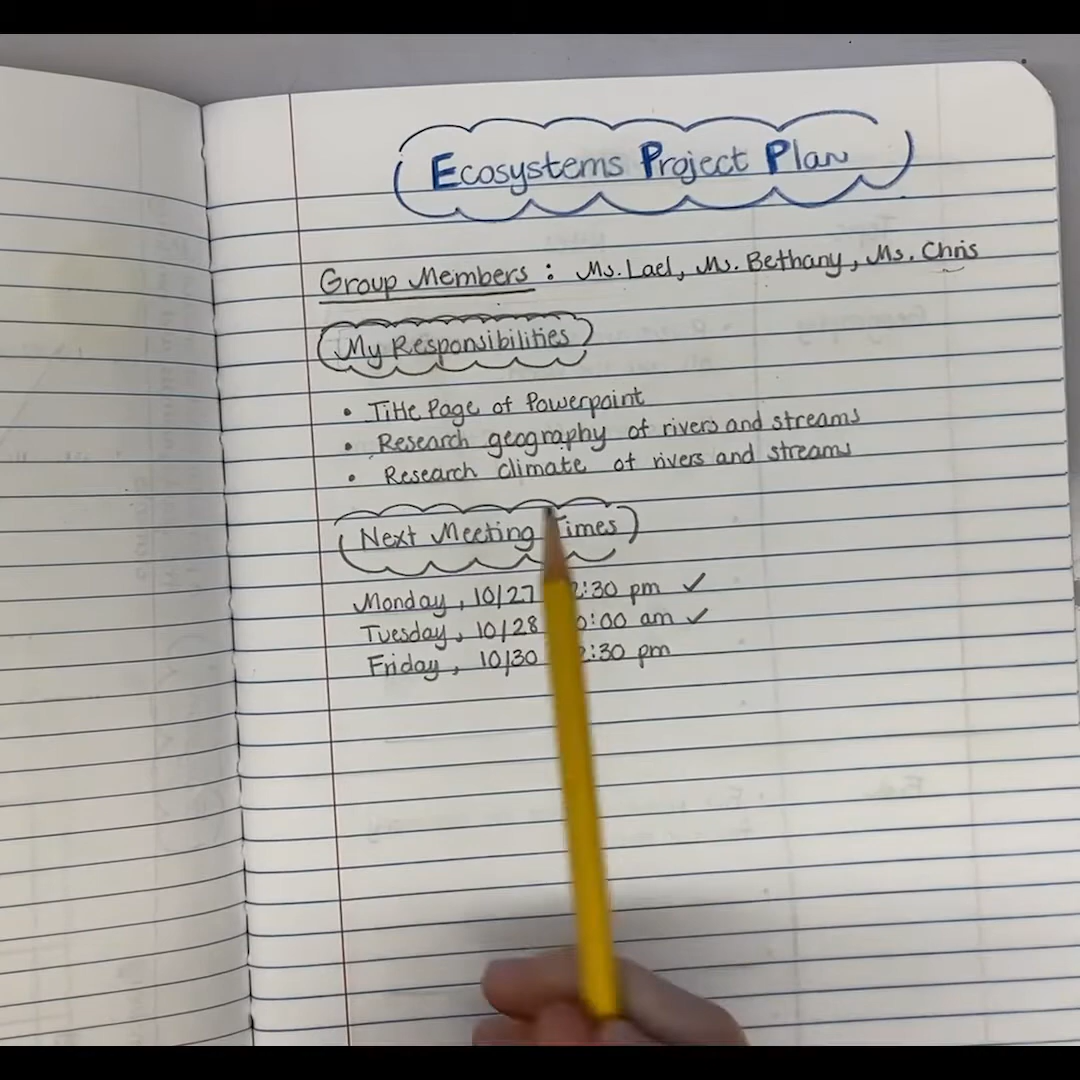 Ecosystems Project Plan
Group Members : Ms. Lael, Ms. Bethany, Ms. Chris
My Responsibilities
• Title Page of Powerpoint
• Research geography of rivers and streams
• Research climate of rivers and streams
Next Meeting Times
Monday, 10/27 :30 pm ✓
Tuesday, 10/28 :00 am ✓
Friday, 10/30 :30 pm